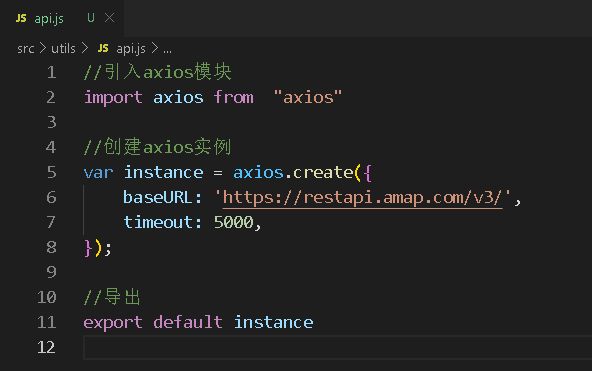 JS api.js U ×
src > utils > JS api.js > ...
1 //引入axios模块
2 import axios from  "axios"
3
4 //创建axios实例
5 var instance = axios.create({
6     baseURL: 'https://restapi.amap.com/v3/',
7     timeout: 5000,
8 });
9
10 //导出
11 export default instance
12